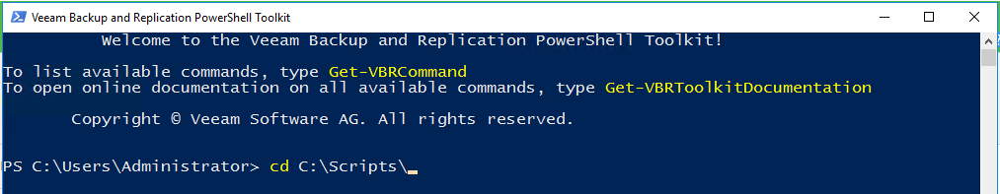 Veeam Backup and Replication PowerShell Toolkit
Welcome to the Veeam Backup and Replication PowerShell Toolkit!
To list available commands, type Get-VBRCommand
To open online documentation on all available commands, type Get-VBRToolkitDocumentation
Copyright © Veeam Software AG. All rights reserved.
PS C:\Users\Administrator> cd C:\Scripts\